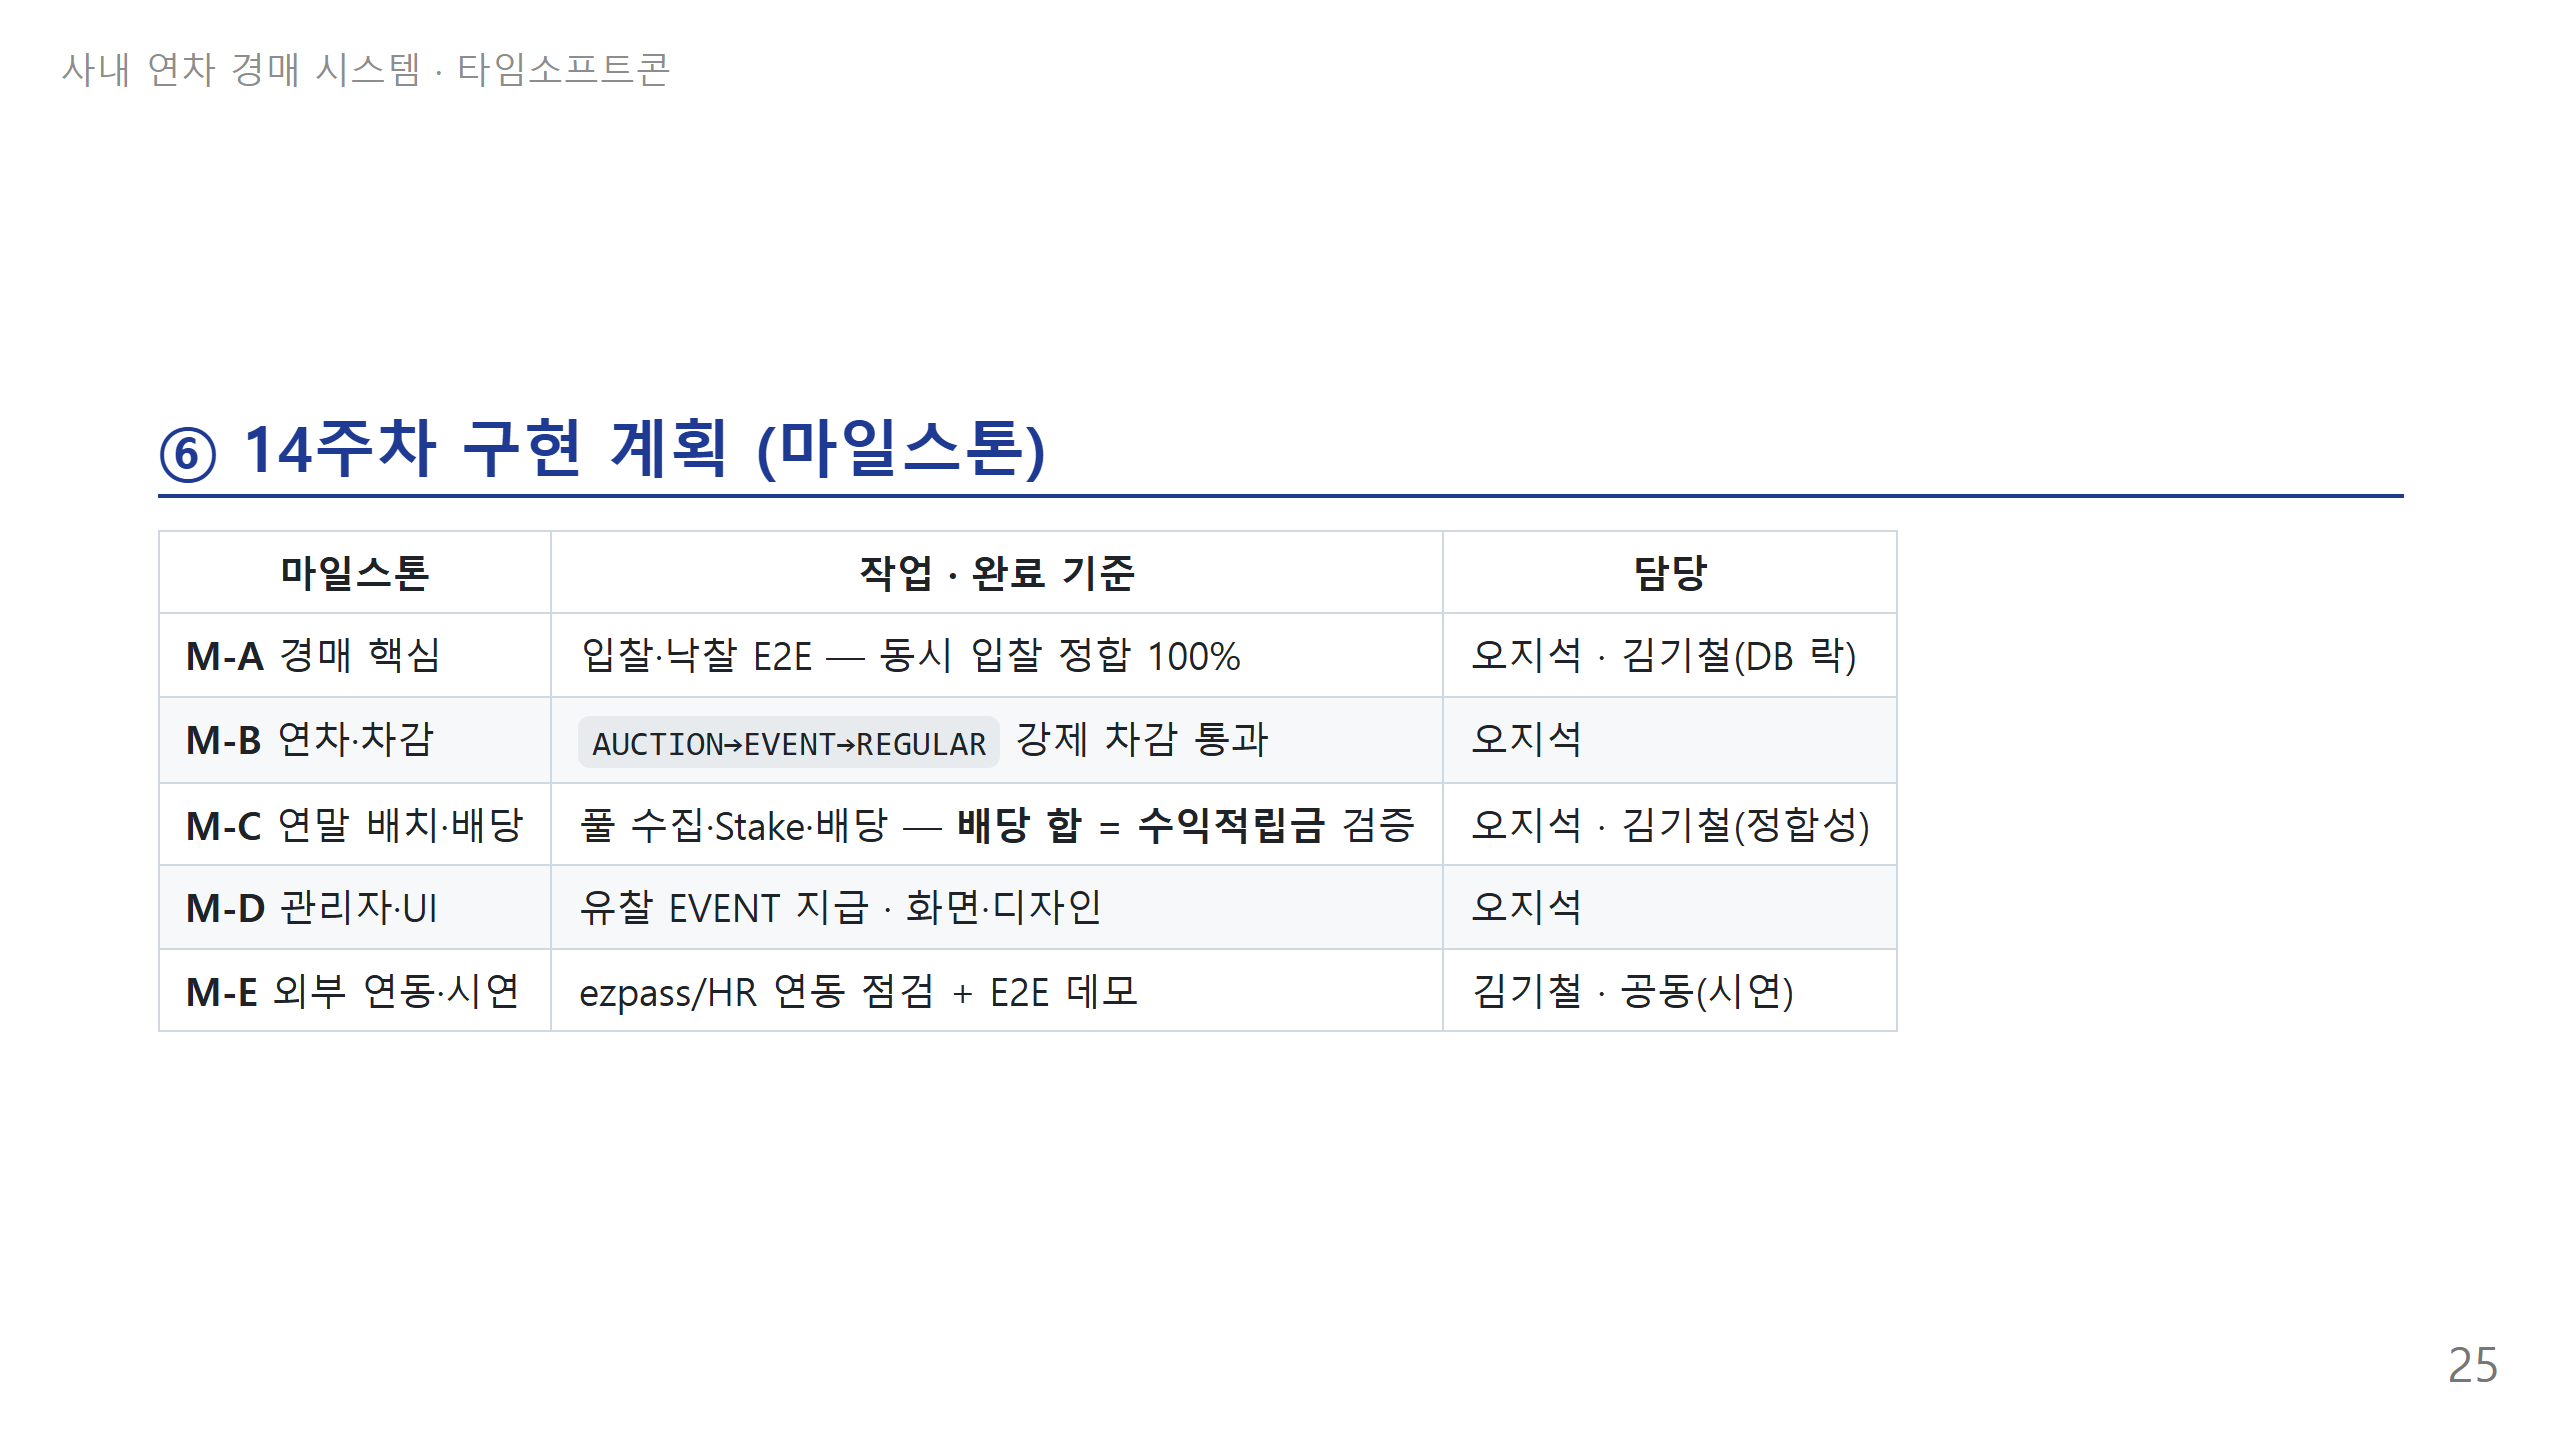 사내 연차 경매 시스템 · 타임소프트콘
⑥ 14주차 구현 계획 (마일스톤)
마일스톤 작업 · 완료 기준 담당
M-A 경매 핵심 입찰·낙찰 E2E — 동시 입찰 정합 100% 오지석 · 김기철(DB 락)
M-B 연차·차감 AUCTION→EVENT→REGULAR 강제 차감 통과 오지석
M-C 연말 배치·배당 풀 수집·Stake·배당 — 배당 합 = 수익적립금 검증 오지석 · 김기철(정합성)
M-D 관리자·UI 유찰 EVENT 지급 · 화면·디자인 오지석
M-E 외부 연동·시연 ezpass/HR 연동 점검 + E2E 데모 김기철 · 공동(시연)
25